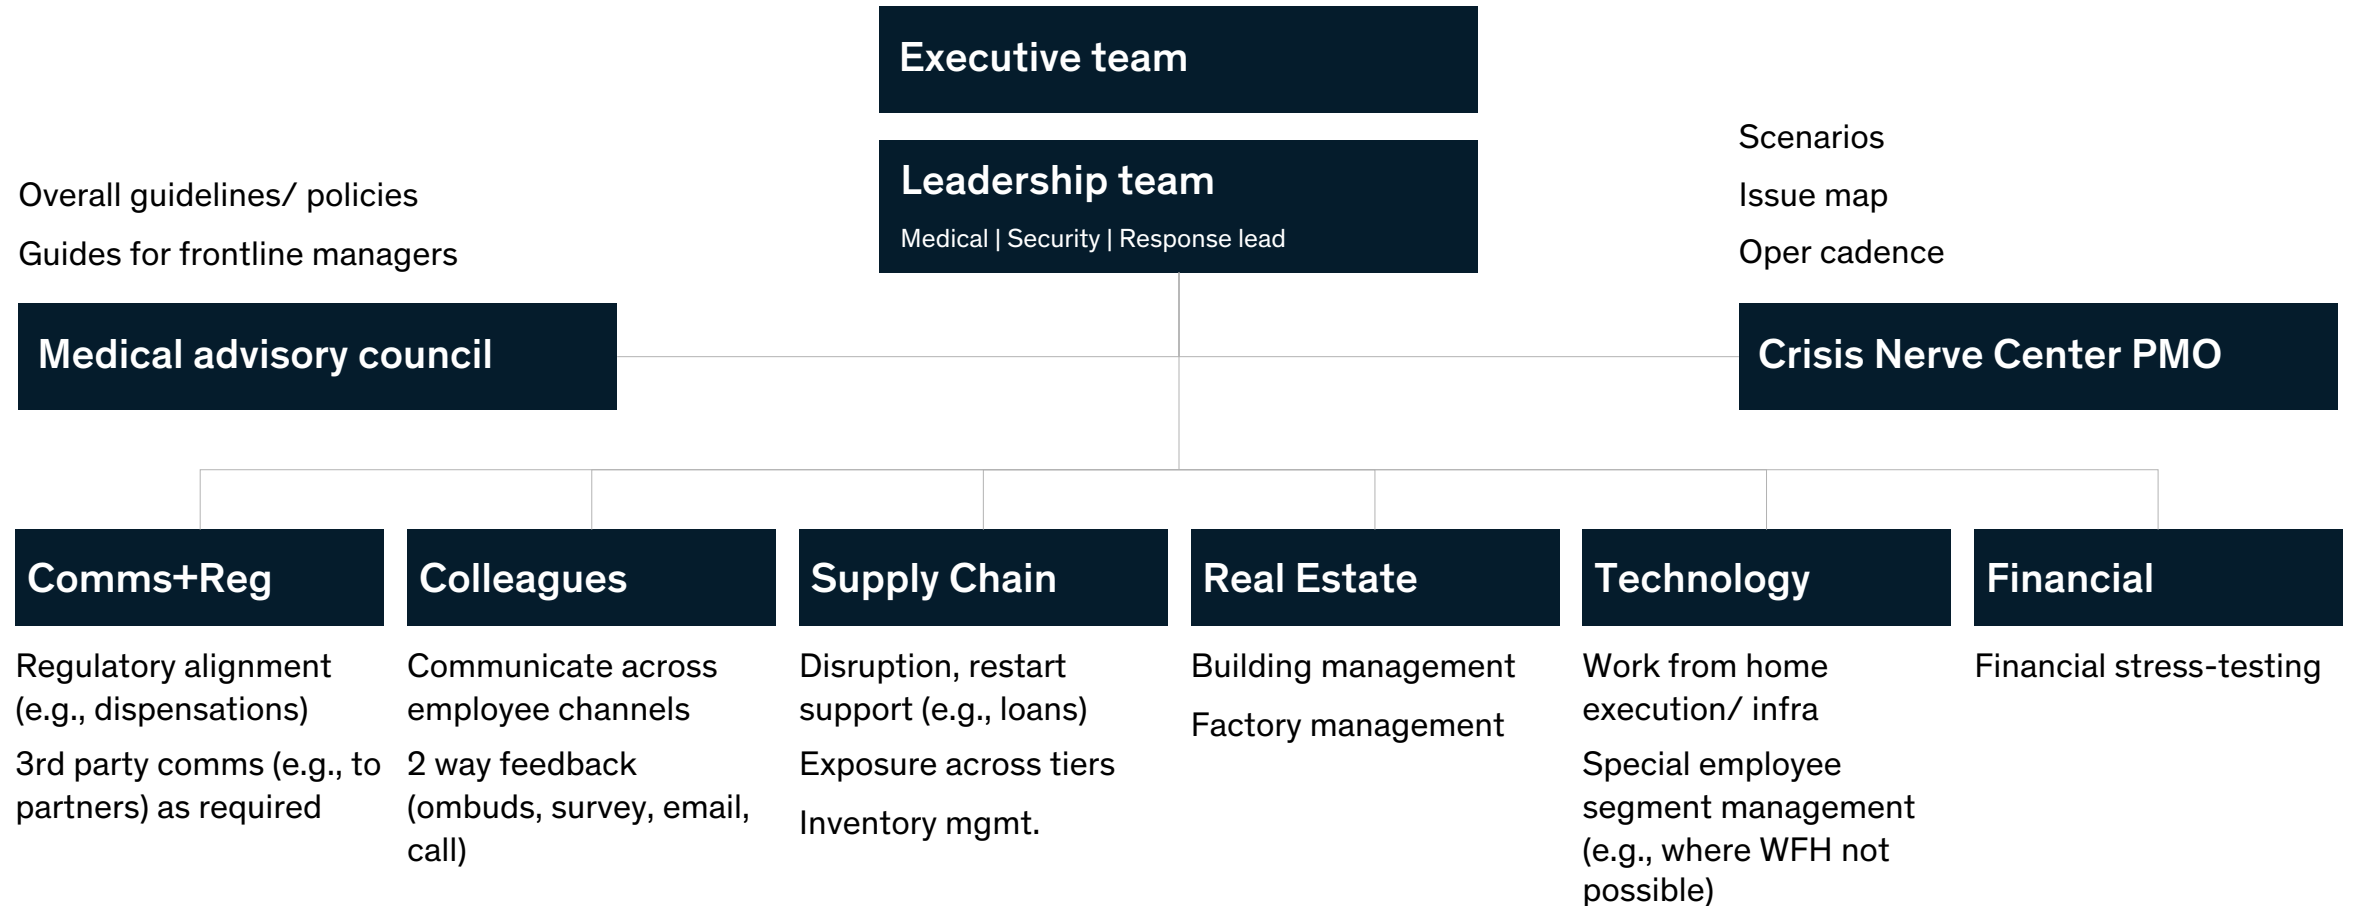 Executive team
Leadership team
Medical | Security | Response lead
Overall guidelines/ policies
Guides for frontline managers
Medical advisory council
Scenarios
Issue map
Oper cadence
Crisis Nerve Center PMO
Comms+Reg
Regulatory alignment
(e.g., dispensations)
3rd party comms (e.g., to
partners) as required
Colleagues
Communicate across
employee channels
2 way feedback
(ombuds, survey, email,
call)
Supply Chain
Disruption, restart
support (e.g., loans)
Exposure across tiers
Inventory mgmt.
Real Estate
Building management
Factory management
Technology
Work from home
execution/ infra
Special employee
segment management
(e.g., where WFH not
possible)
Financial
Financial stress-testing